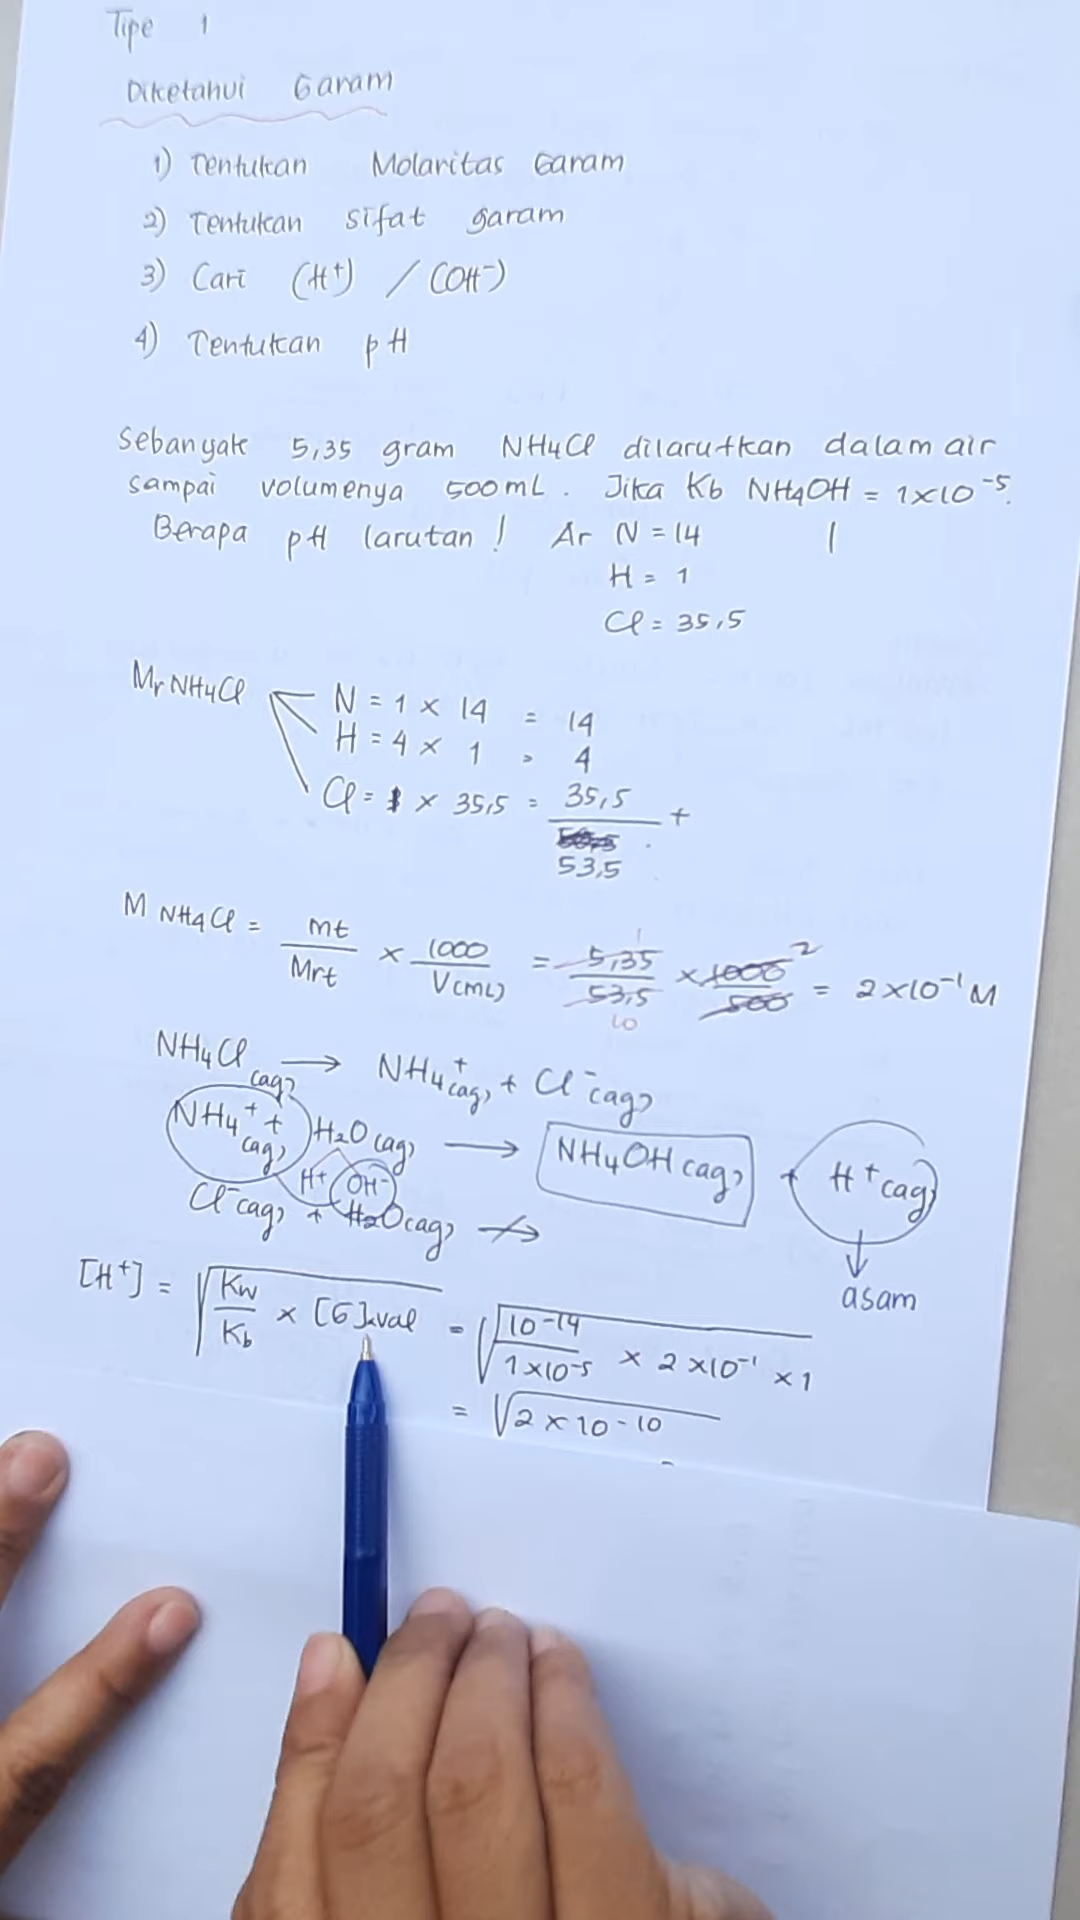 Tipe 1
Diketahui Garam
1) Tentukan Molaritas Garam
2) Tentukan sifat garam
3) Cari (H⁺) / (OH⁻)
4) Tentukan pH
Sebanyak 5,35 gram NH4Cl dilarutkan dalam air
sampai volumenya 500 mL. Jika Kb NH4OH = 1x10⁻⁵.
Berapa pH larutan! Ar N = 14
H = 1
Cl = 35,5
Mr NH4Cl N = 1 x 14 = 14
H = 4 x 1 = 4
Cl = 1 x 35,5 = 35,5 +
53,5
M NH4Cl = mt/Mrt x 1000/V(mL) = 5,35/53,5 x 1000/500 = 2x10⁻¹ M
1 2
10
NH4Cl(aq) → NH4⁺(aq) + Cl⁻(aq)
NH4⁺(aq) + H2O(aq) → NH4OH(aq) + H⁺(aq)
H⁺ OH⁻
Cl⁻(aq) + H2O(aq) ↛
asam
[H⁺] = √Kw/Kb x [G].val = √10⁻¹⁴/1x10⁻⁵ x 2x10⁻¹ x 1
= √2 x 10⁻¹⁰